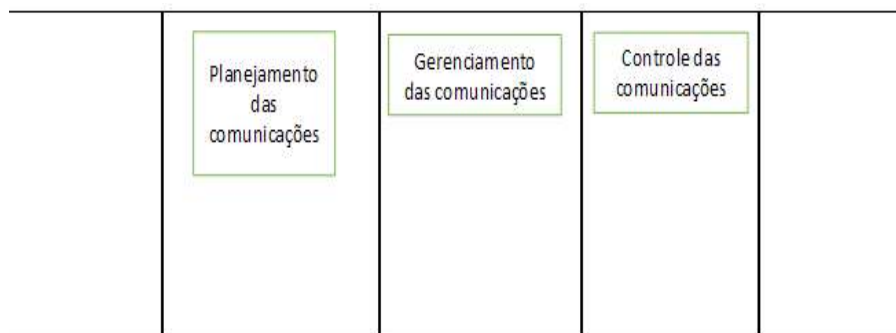 Planejamento
das
comunicações
Gerenciamento
das comunicações
Controle das
comunicações